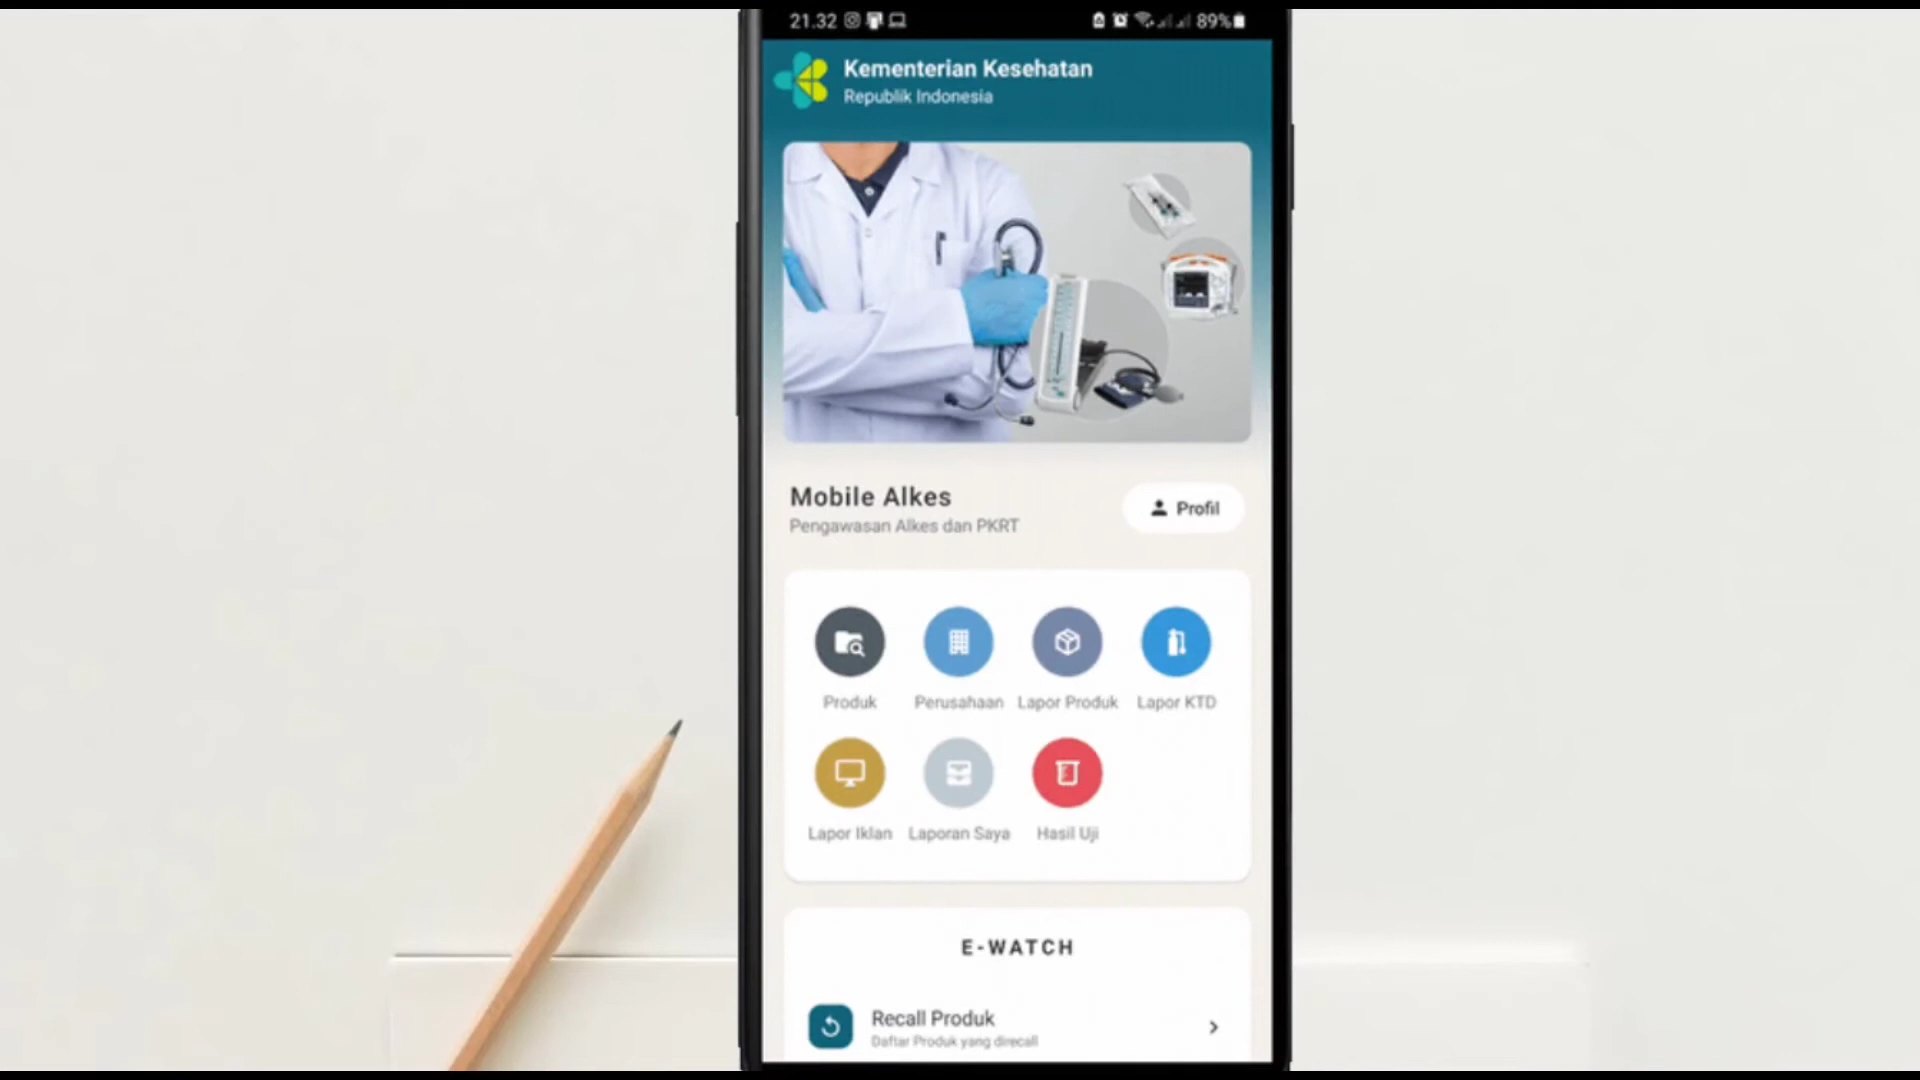 21.32
89%
Kementerian Kesehatan
Republik Indonesia
Mobile Alkes
Pengawasan Alkes dan PKRT
Profil
Produk
Perusahaan
Lapor Produk
Lapor KTD
Lapor Iklan
Laporan Saya
Hasil Uji
E-WATCH
Recall Produk
Daftar Produk yang direcall